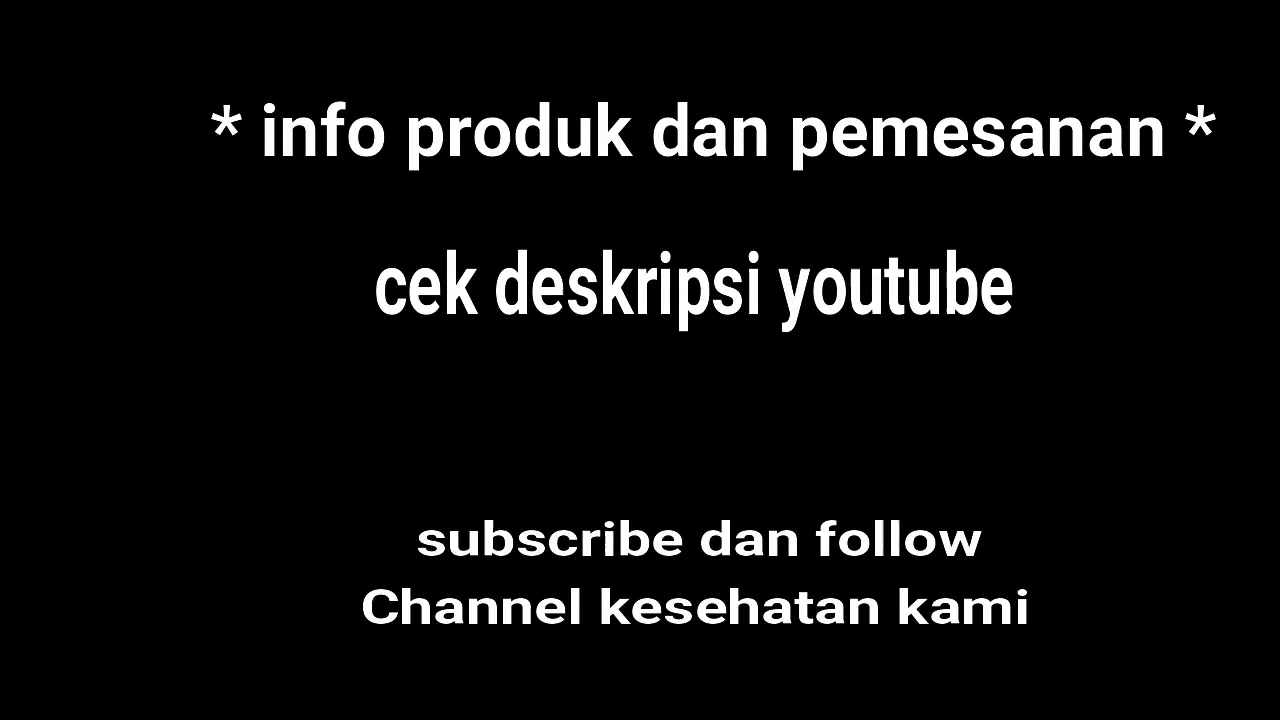 * info produk dan pemesanan *
cek deskripsi youtube
subscribe dan follow
Channel kesehatan kami